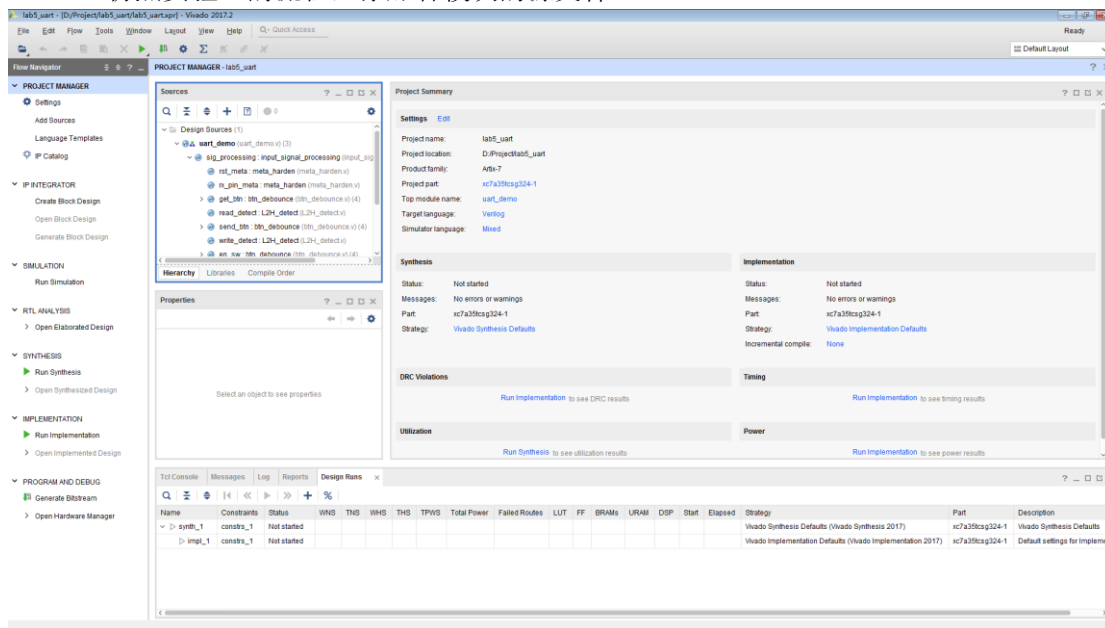 lab5_uart - [D:/Project/lab5_uart/lab5_uart.xpr] - Vivado 2017.2
File Edit Flow Tools Window Layout View Help Quick Access
Ready
Default Layout
Flow Navigator
PROJECT MANAGER - lab5_uart
PROJECT MANAGER
Settings
Add Sources
Language Templates
IP Catalog
IP INTEGRATOR
Create Block Design
Open Block Design
Generate Block Design
SIMULATION
Run Simulation
RTL ANALYSIS
Open Elaborated Design
SYNTHESIS
Run Synthesis
Open Synthesized Design
IMPLEMENTATION
Run Implementation
Open Implemented Design
PROGRAM AND DEBUG
Generate Bitstream
Open Hardware Manager
Sources
0
Design Sources (1)
uart_demo (uart_demo.v) (3)
sig_processing : input_signal_processing (input_sig
rst_meta : meta_harden (meta_harden.v)
rx_pin_meta : meta_harden (meta_harden.v)
get_btn : btn_debounce (btn_debounce.v) (4)
read_detect : L2H_detect (L2H_detect.v)
send_btn : btn_debounce (btn_debounce.v) (4)
write_detect : L2H_detect (L2H_detect.v)
en_sw : btn_debounce (btn_debounce.v) (4)
Hierarchy Libraries Compile Order
Properties
Select an object to see properties
Project Summary
Settings Edit
Project name: lab5_uart
Project location: D:/Project/lab5_uart
Product family: Artix-7
Project part: xc7a35tcsg324-1
Top module name: uart_demo
Target language: Verilog
Simulator language: Mixed
Synthesis
Status: Not started
Messages: No errors or warnings
Part: xc7a35tcsg324-1
Strategy: Vivado Synthesis Defaults
Implementation
Status: Not started
Messages: No errors or warnings
Part: xc7a35tcsg324-1
Strategy: Vivado Implementation Defaults
Incremental compile: None
DRC Violations
Run Implementation to see DRC results
Timing
Run Implementation to see timing results
Utilization
Run Synthesis to see utilization results
Power
Run Implementation to see power results
Tcl Console Messages Log Reports Design Runs
Name Constraints Status WNS TNS WHS THS TPWS Total Power Failed Routes LUT FF BRAMs URAM DSP Start Elapsed Strategy Part Description
synth_1 constrs_1 Not started Vivado Synthesis Defaults (Vivado Synthesis 2017) xc7a35tcsg324-1 Vivado Synthesis Defaults
impl_1 constrs_1 Not started Vivado Implementation Defaults (Vivado Implementation 2017) xc7a35tcsg324-1 Default settings for Impleme